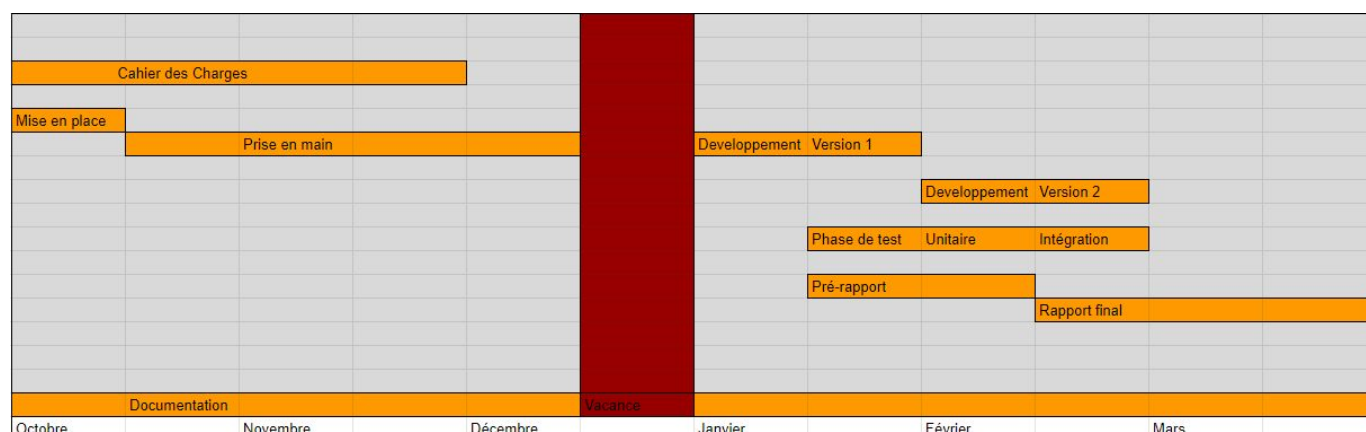 Cahier des Charges
Mise en place
Prise en main
Developpement Version 1
Developpement Version 2
Phase de test Unitaire Intégration
Pré-rapport
Rapport final
Documentation Vacance
Octobre Novembre Décembre Janvier Février Mars